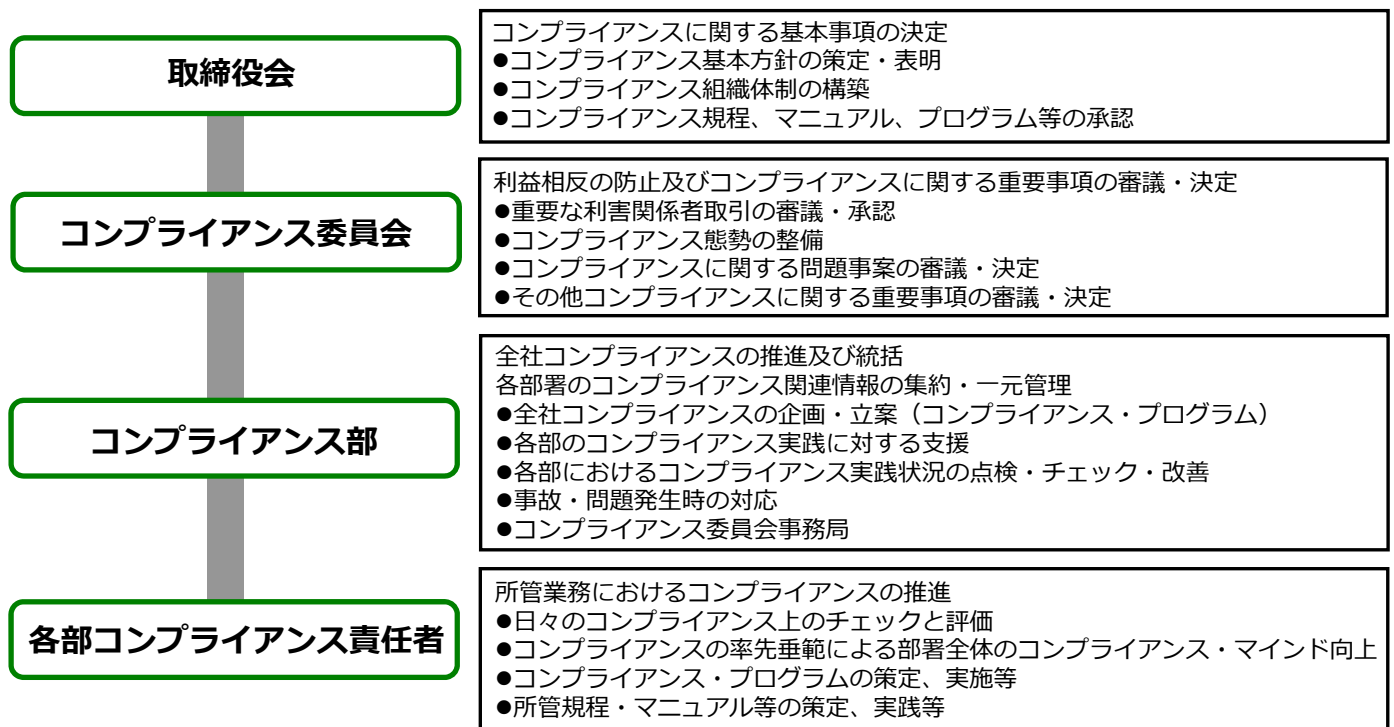 取締役会
コンプライアンスに関する基本事項の決定
●コンプライアンス基本方針の策定・表明
●コンプライアンス組織体制の構築
●コンプライアンス規程、マニュアル、プログラム等の承認
コンプライアンス委員会
利益相反の防止及びコンプライアンスに関する重要事項の審議・決定
●重要な利害関係者取引の審議・承認
●コンプライアンス態勢の整備
●コンプライアンスに関する問題事案の審議・決定
●その他コンプライアンスに関する重要事項の審議・決定
コンプライアンス部
全社コンプライアンスの推進及び統括
各部署のコンプライアンス関連情報の集約・一元管理
●全社コンプライアンスの企画・立案（コンプライアンス・プログラム）
●各部のコンプライアンス実践に対する支援
●各部におけるコンプライアンス実践状況の点検・チェック・改善
●事故・問題発生時の対応
●コンプライアンス委員会事務局
各部コンプライアンス責任者
所管業務におけるコンプライアンスの推進
●日々のコンプライアンス上のチェックと評価
●コンプライアンスの率先垂範による部署全体のコンプライアンス・マインド向上
●コンプライアンス・プログラムの策定、実施等
●所管規程・マニュアル等の策定、実践等